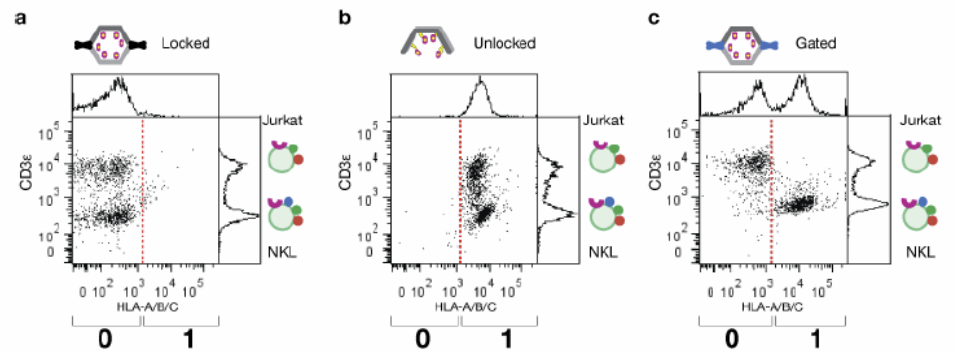 a
Locked
Jurkat
10^5
10^4
10^3
10^2
0
CD3ε
NKL
0 10^2 10^3 10^4 10^5
HLA-A/B/C
0 1
b
Unlocked
Jurkat
10^5
10^4
10^3
10^2
0
CD3ε
NKL
0 10^2 10^3 10^4 10^5
HLA-A/B/C
0 1
c
Gated
Jurkat
10^5
10^4
10^3
10^2
0
CD3ε
NKL
0 10^2 10^3 10^4 10^5
HLA-A/B/C
0 1